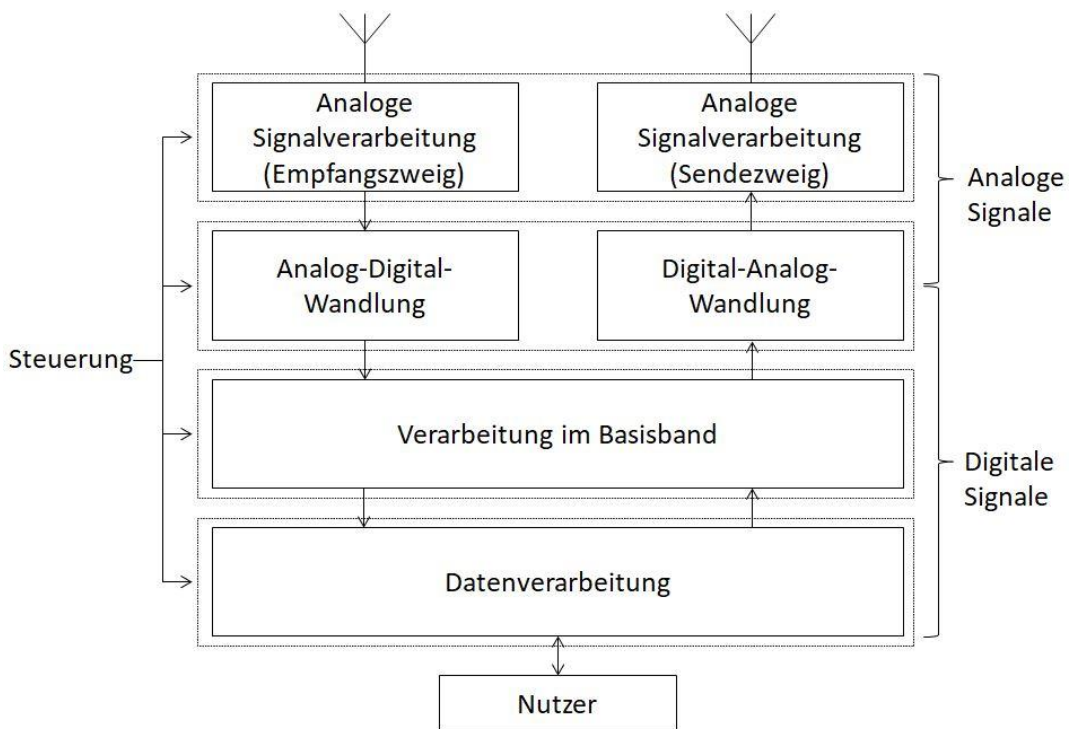 Analoge
Signalverarbeitung
(Empfangszweig)
Analoge
Signalverarbeitung
(Sendezweig)
Analoge
Signale
Analog-Digital-
Wandlung
Digital-Analog-
Wandlung
Steuerung
Verarbeitung im Basisband
Digitale
Signale
Datenverarbeitung
Nutzer